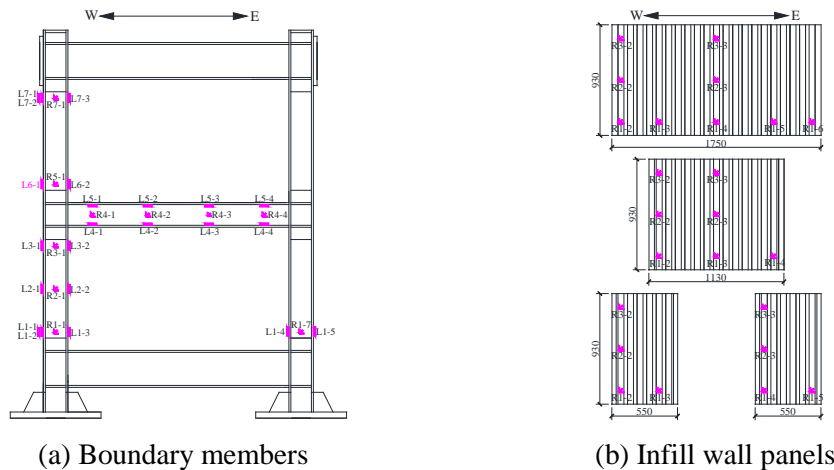 W E
L7-1
L7-2
R7-1
L7-3
L6-1
R5-1
L6-2
L5-1 L5-2 L5-3 L5-4
R4-1 R4-2 R4-3 R4-4
L4-1 L4-2 L4-3 L4-4
L3-1
R3-1
L3-2
L2-1
R2-1
L2-2
L1-1
L1-2
R1-1
L1-3
L1-4
R1-7
L1-5
(a) Boundary members
W E
930
R3-2 R3-3
R2-2 R2-3
R1-2 R1-3 R1-4 R1-5 R1-6
1750
930
R3-2 R3-3
R2-2 R2-3
R1-2 R1-3 R1-4
1130
930
R3-2 R3-3
R2-2 R2-3
R1-2 R1-3 R1-4 R1-5
550 550
(b) Infill wall panels